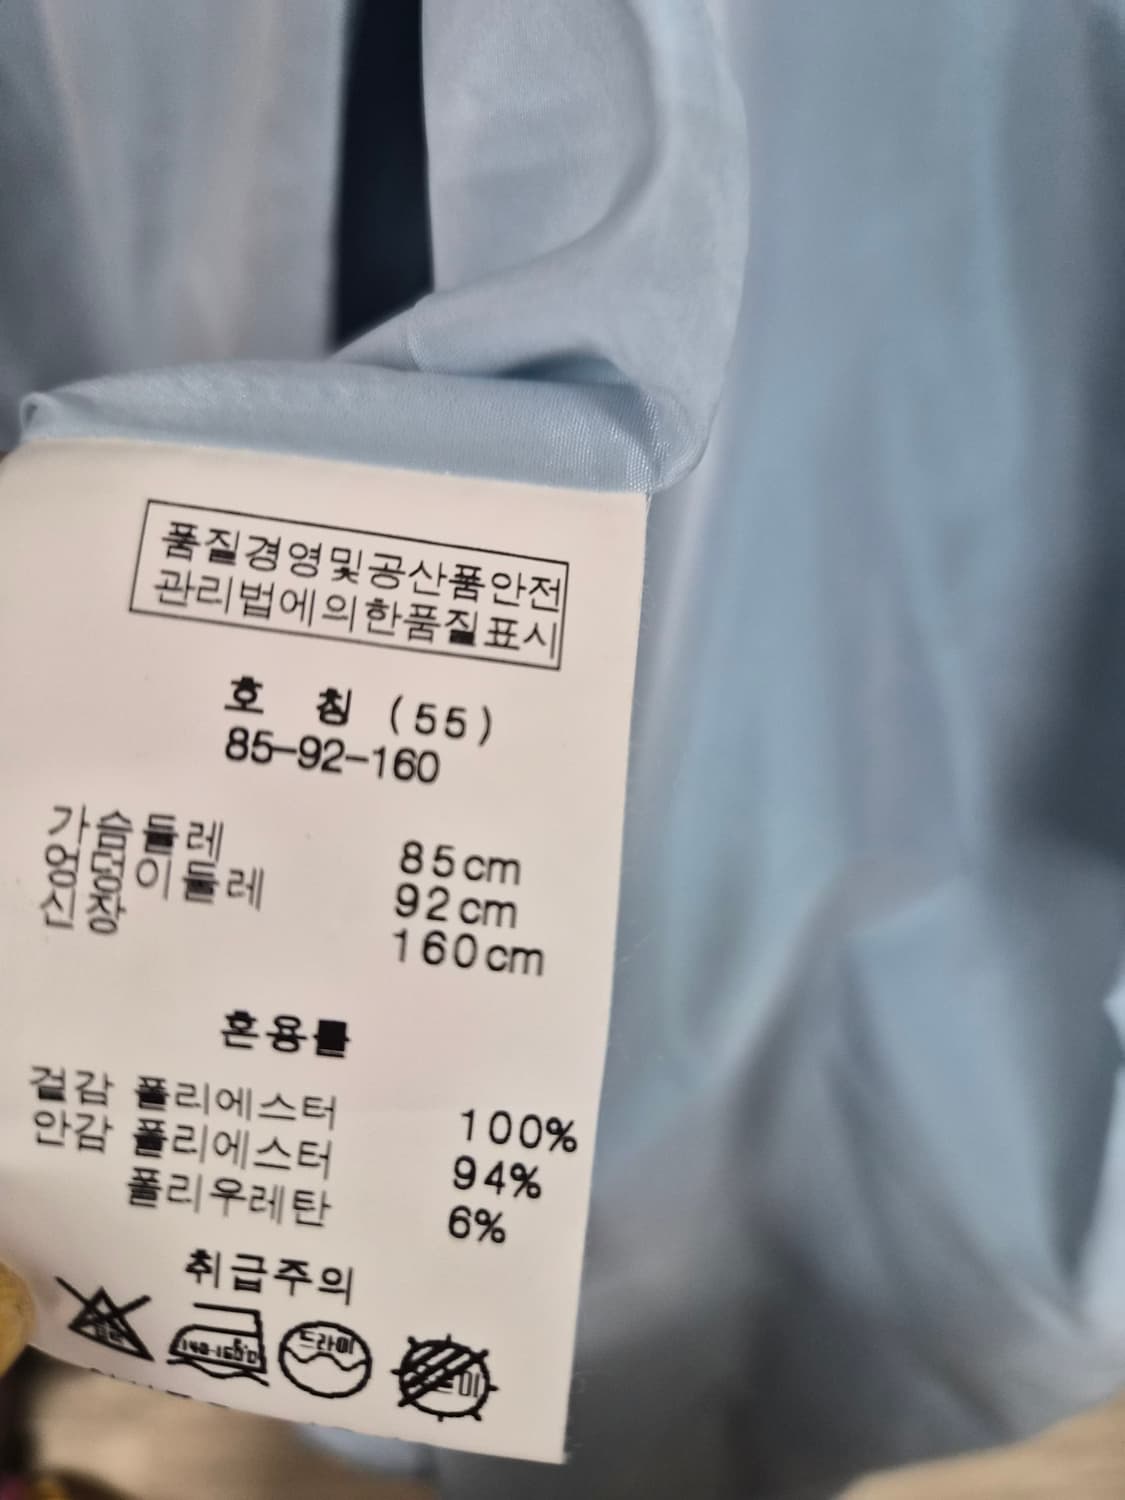 품질경영및공산품안전
관리법에의한품질표시
호 칭 (55)
85-92-160
가슴둘레 85cm
엉덩이둘레 92cm
신장 160cm
혼용률
겉감 폴리에스터 100%
안감 폴리에스터 94%
폴리우레탄 6%
취급주의
드라이